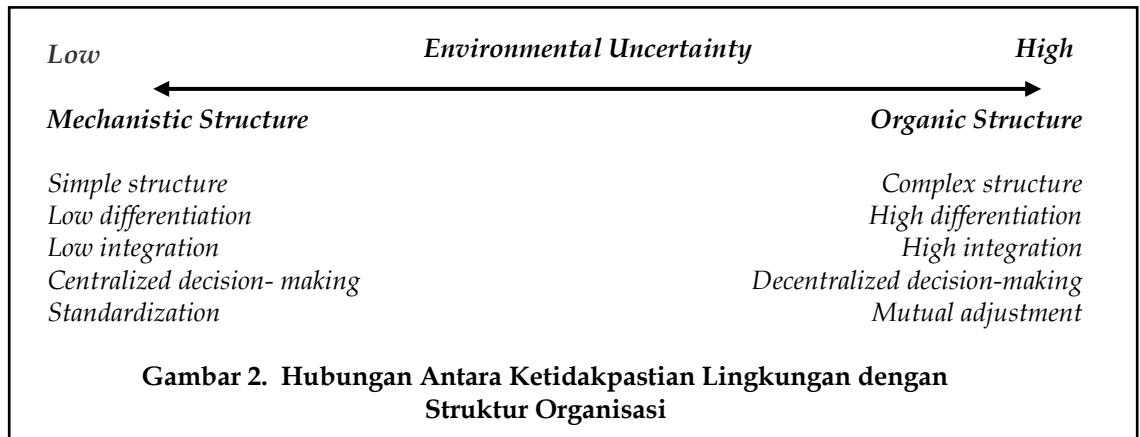 Low Environmental Uncertainty High
Mechanistic Structure Organic Structure
Simple structure Complex structure
Low differentiation High differentiation
Low integration High integration
Centralized decision- making Decentralized decision-making
Standardization Mutual adjustment
Gambar 2. Hubungan Antara Ketidakpastian Lingkungan dengan
Struktur Organisasi